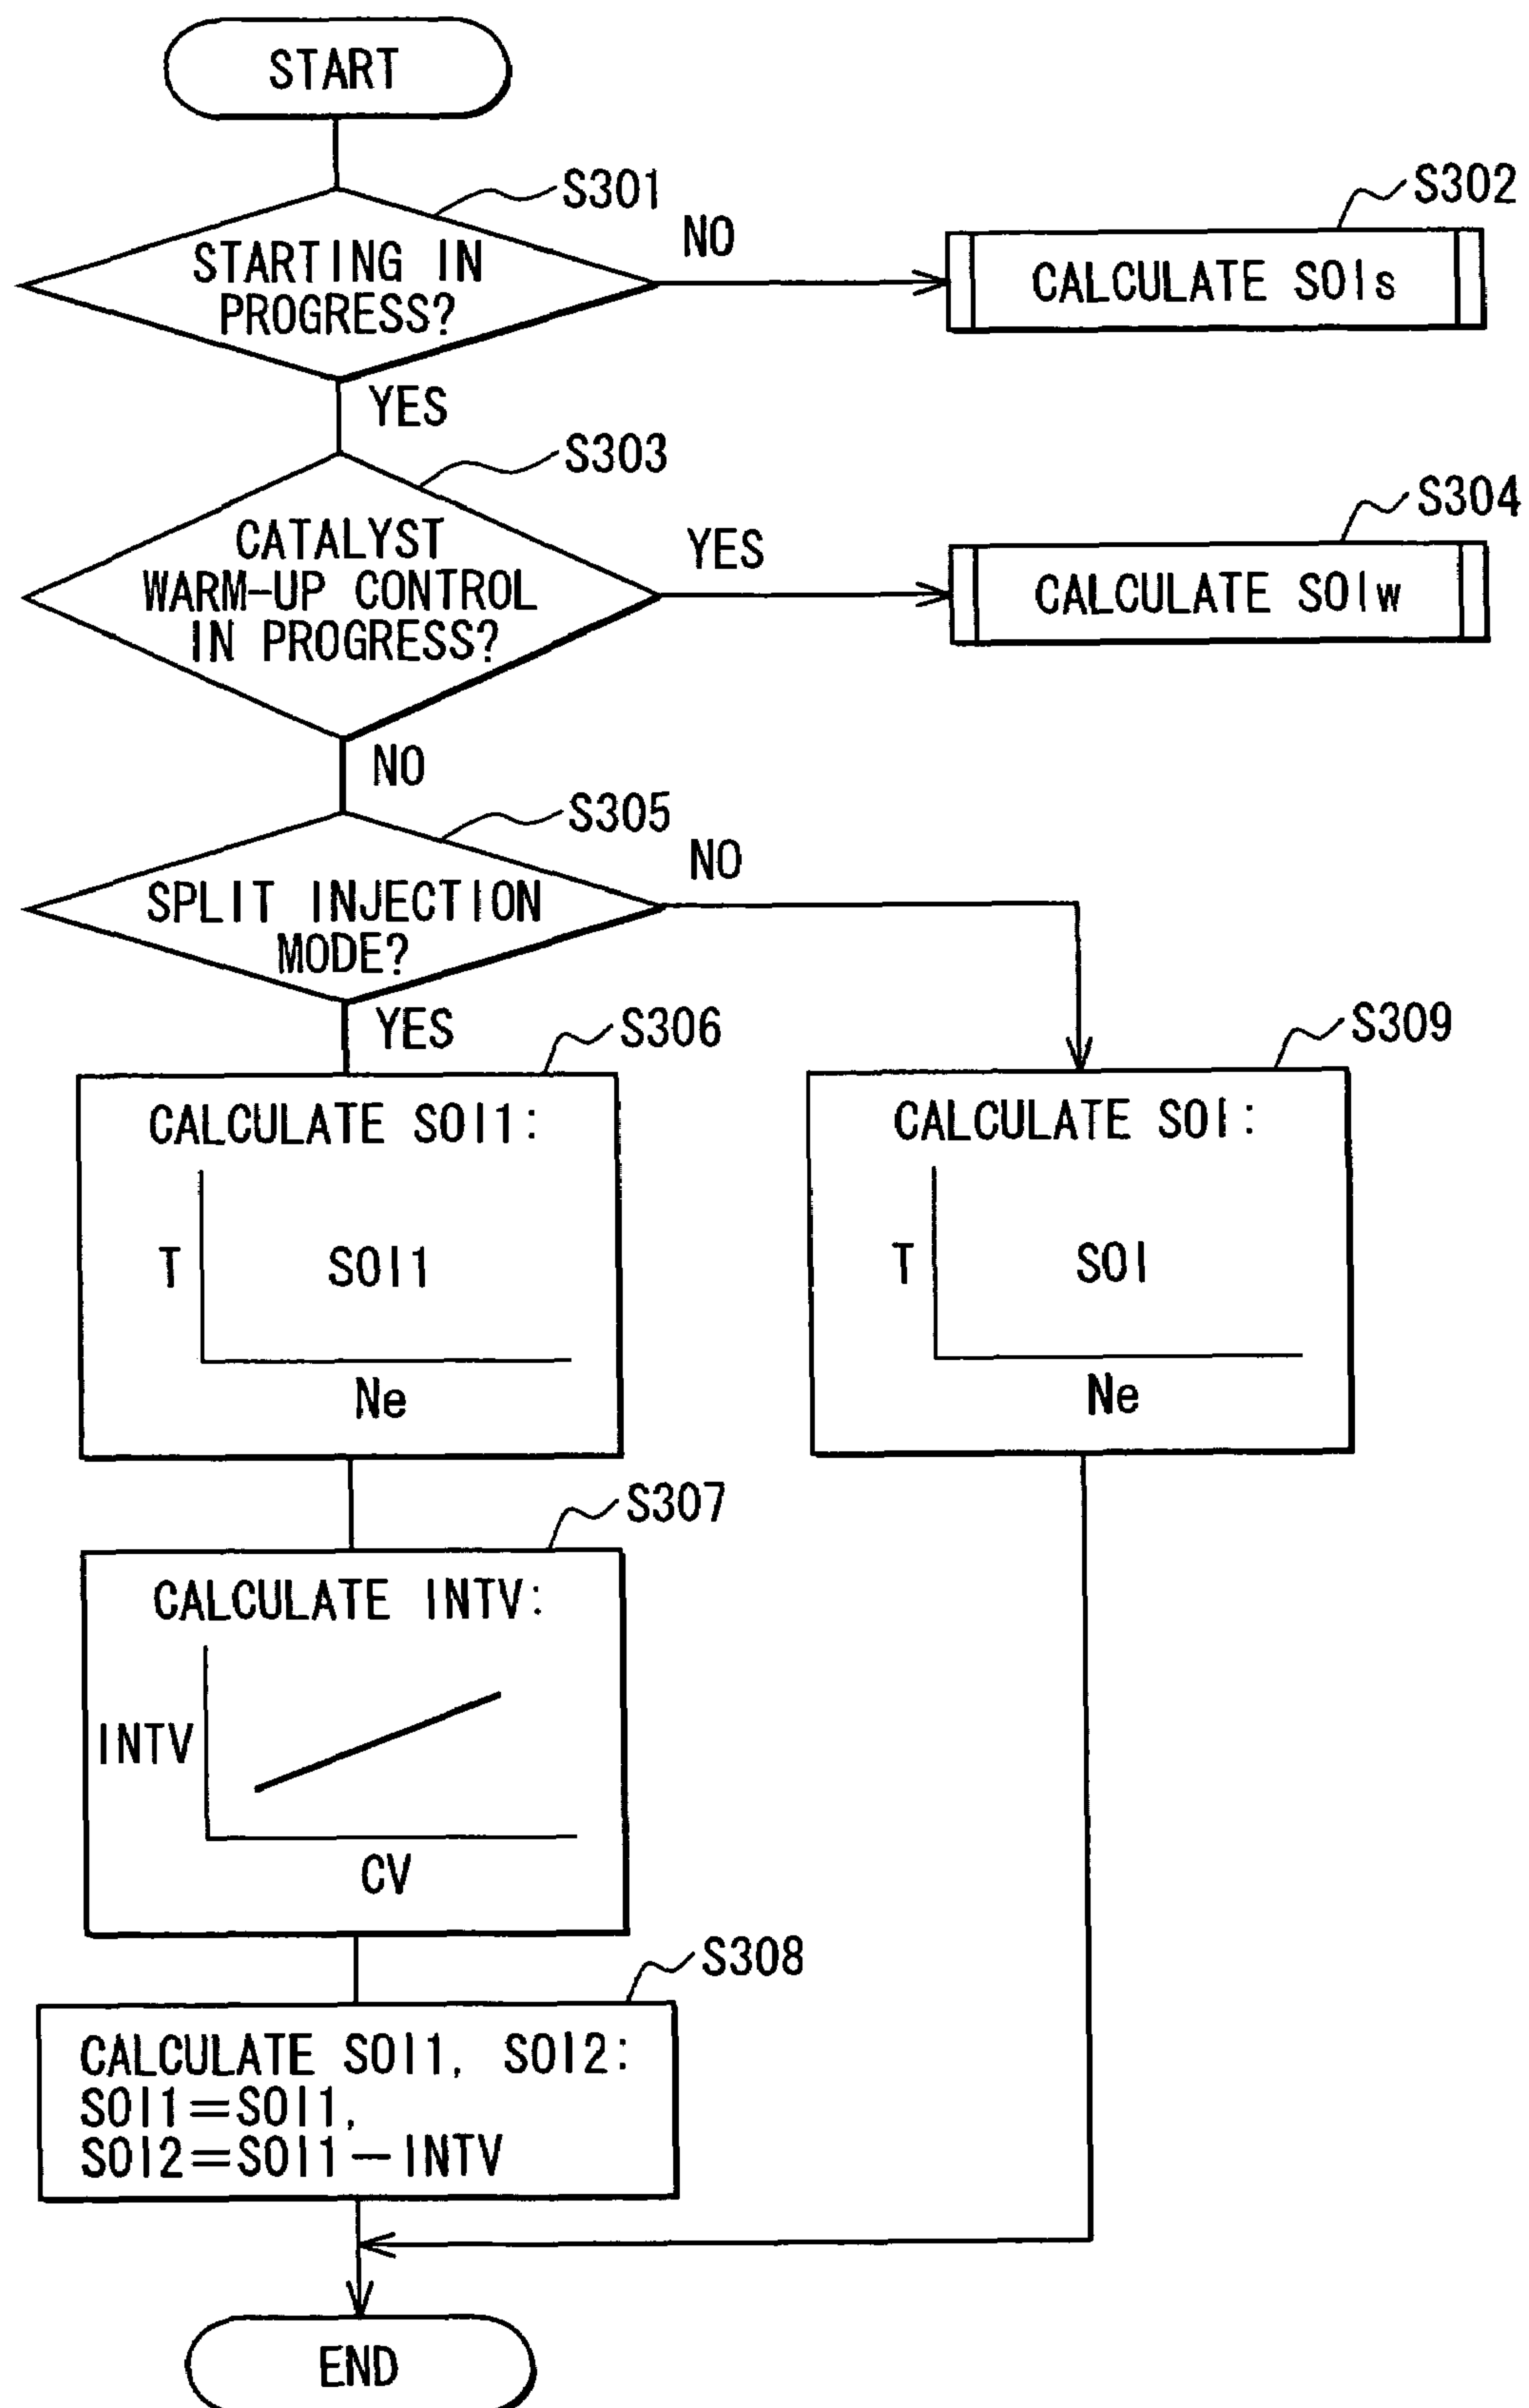 START
S301
STARTING IN
PROGRESS?
NO
S302
CALCULATE SOIs
YES
S303
CATALYST
WARM-UP CONTROL
IN PROGRESS?
YES
S304
CALCULATE SOIw
NO
S305
SPLIT INJECTION
MODE?
NO
YES
S306
CALCULATE SOI1:
T
SOI1
Ne
S309
CALCULATE SOI:
T
SOI
Ne
S307
CALCULATE INTV:
INTV
CV
S308
CALCULATE SOI1, SOI2:
SOI1=SOI1,
SOI2=SOI1-INTV
END